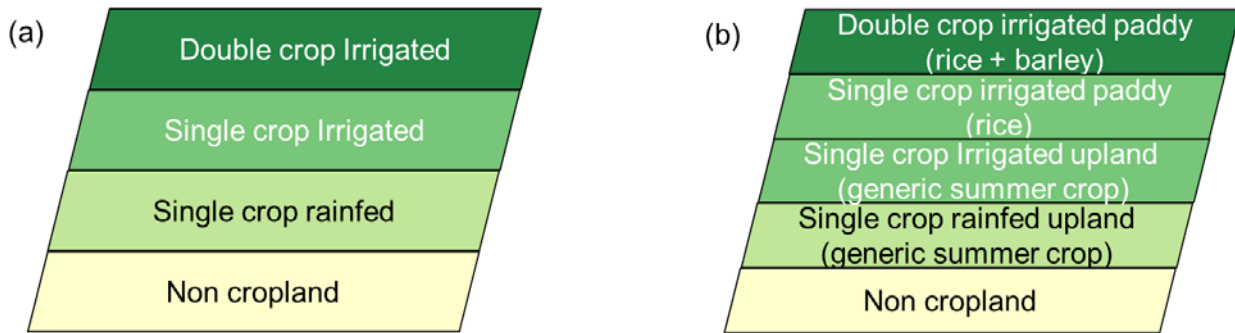 (a)
Double crop Irrigated
Single crop Irrigated
Single crop rainfed
Non cropland
(b)
Double crop irrigated paddy
(rice + barley)
Single crop irrigated paddy
(rice)
Single crop Irrigated upland
(generic summer crop)
Single crop rainfed upland
(generic summer crop)
Non cropland